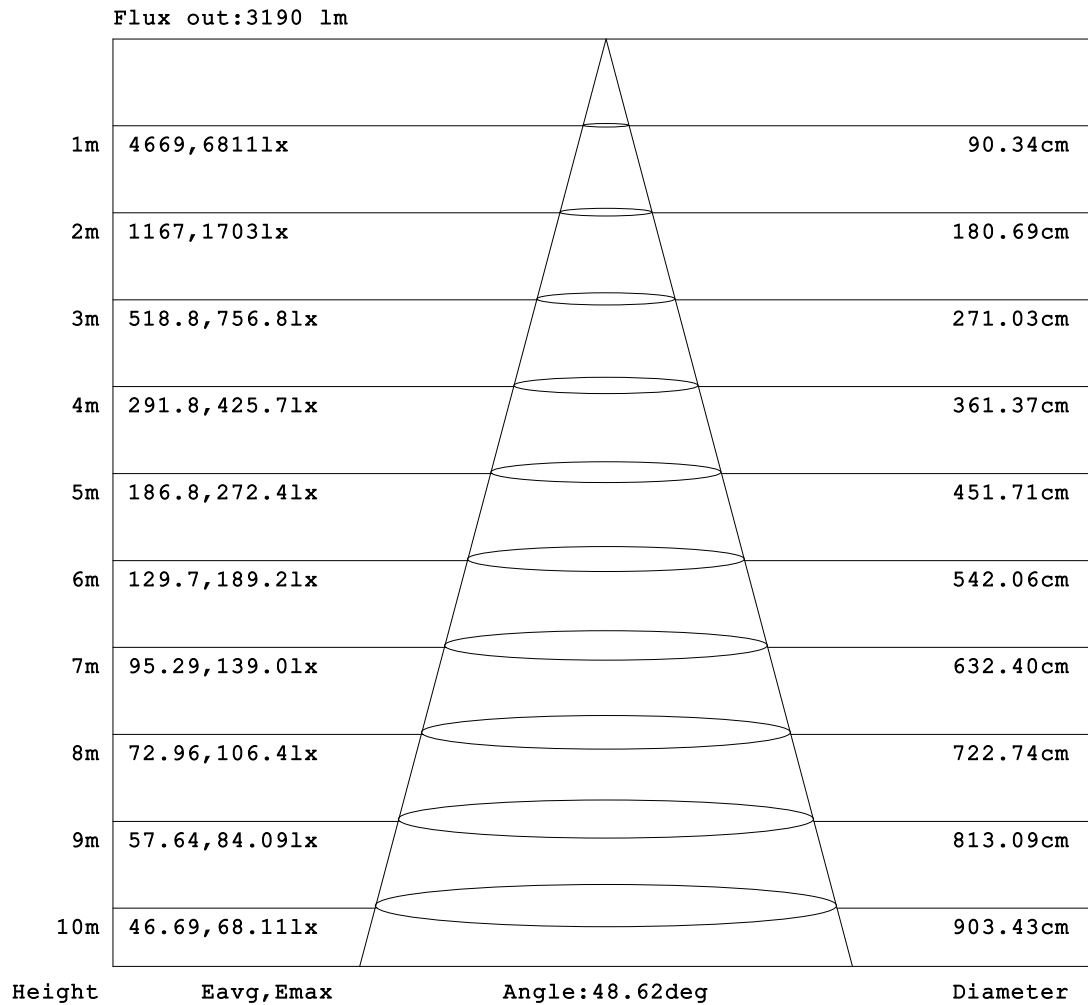 Flux out:3190 lm
1m 4669,6811lx 90.34cm
2m 1167,1703lx 180.69cm
3m 518.8,756.8lx 271.03cm
4m 291.8,425.7lx 361.37cm
5m 186.8,272.4lx 451.71cm
6m 129.7,189.2lx 542.06cm
7m 95.29,139.0lx 632.40cm
8m 72.96,106.4lx 722.74cm
9m 57.64,84.09lx 813.09cm
10m 46.69,68.11lx 903.43cm
Height Eavg,Emax Angle:48.62deg Diameter